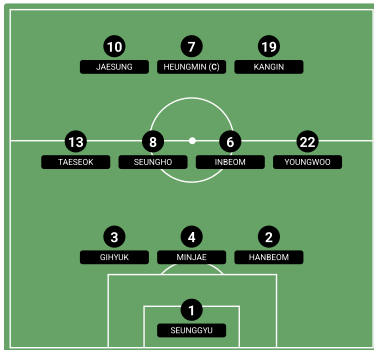 10 7 19
JAESUNG HEUNGMIN (C) KANGIN
13 8 6 22
TAESEOK SEUNGHO INBEOM YOUNGWOO
3 4 2
GIHYUK MINJAE HANBEOM
1
SEUNGGYU